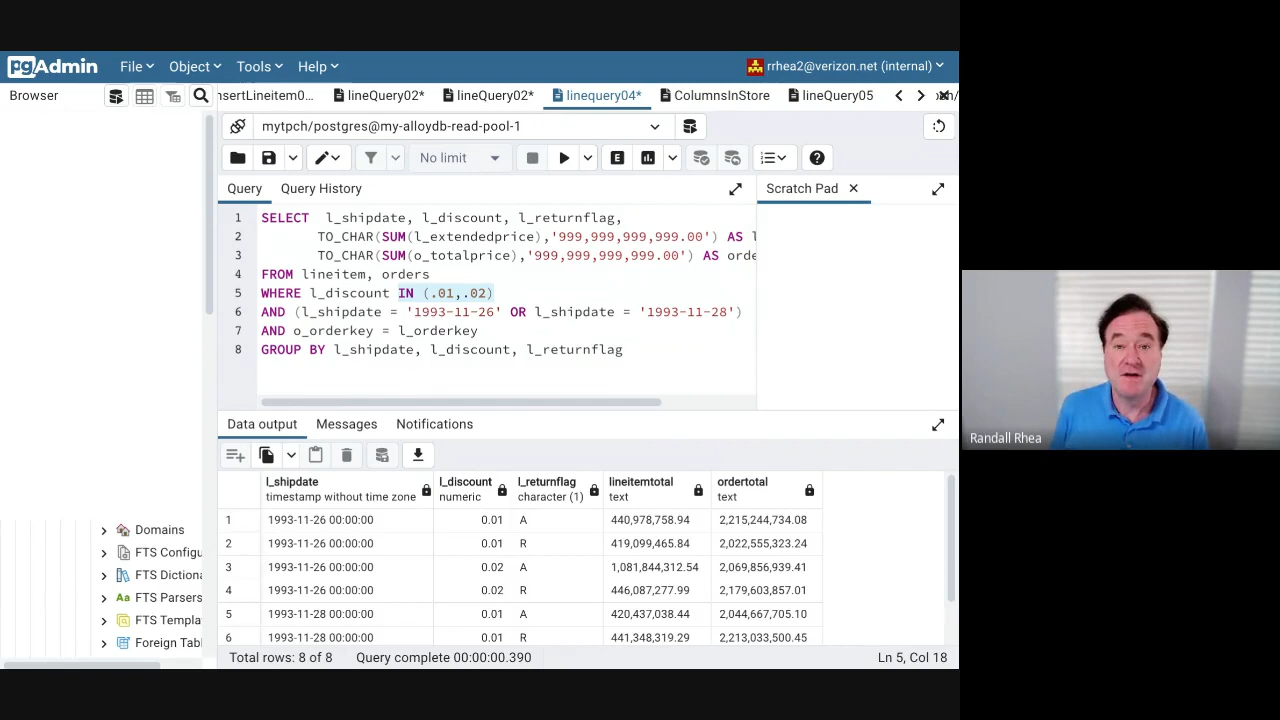 pgAdmin File Object Tools Help rrhea2@verizon.net (internal)
Browser nsertLineitem0... lineQuery02* lineQuery02* linequery04* ColumnsInStore lineQuery05
mytpch/postgres@my-alloydb-read-pool-1
No limit E
Query Query History Scratch Pad
1 SELECT l_shipdate, l_discount, l_returnflag,
2 TO_CHAR(SUM(l_extendedprice),'999,999,999,999.00') AS l
3 TO_CHAR(SUM(o_totalprice),'999,999,999,999.00') AS orde
4 FROM lineitem, orders
5 WHERE l_discount IN (.01,.02)
6 AND (l_shipdate = '1993-11-26' OR l_shipdate = '1993-11-28')
7 AND o_orderkey = l_orderkey
8 GROUP BY l_shipdate, l_discount, l_returnflag
Randall Rhea
Data output Messages Notifications
l_shipdate l_discount l_returnflag lineitemtotal ordertotal
timestamp without time zone numeric character (1) text text
1 1993-11-26 00:00:00 0.01 A 440,978,758.94 2,215,244,734.08
2 1993-11-26 00:00:00 0.01 R 419,099,465.84 2,022,555,323.24
3 1993-11-26 00:00:00 0.02 A 1,081,844,312.54 2,069,856,939.41
4 1993-11-26 00:00:00 0.02 R 446,087,277.99 2,179,603,857.01
5 1993-11-28 00:00:00 0.01 A 420,437,038.44 2,044,667,705.10
6 1993-11-28 00:00:00 0.01 R 441,348,319.29 2,213,033,500.45
Domains
FTS Configu
FTS Dictiona
Aa FTS Parsers
FTS Templa
Foreign Tabl
Total rows: 8 of 8 Query complete 00:00:00.390 Ln 5, Col 18